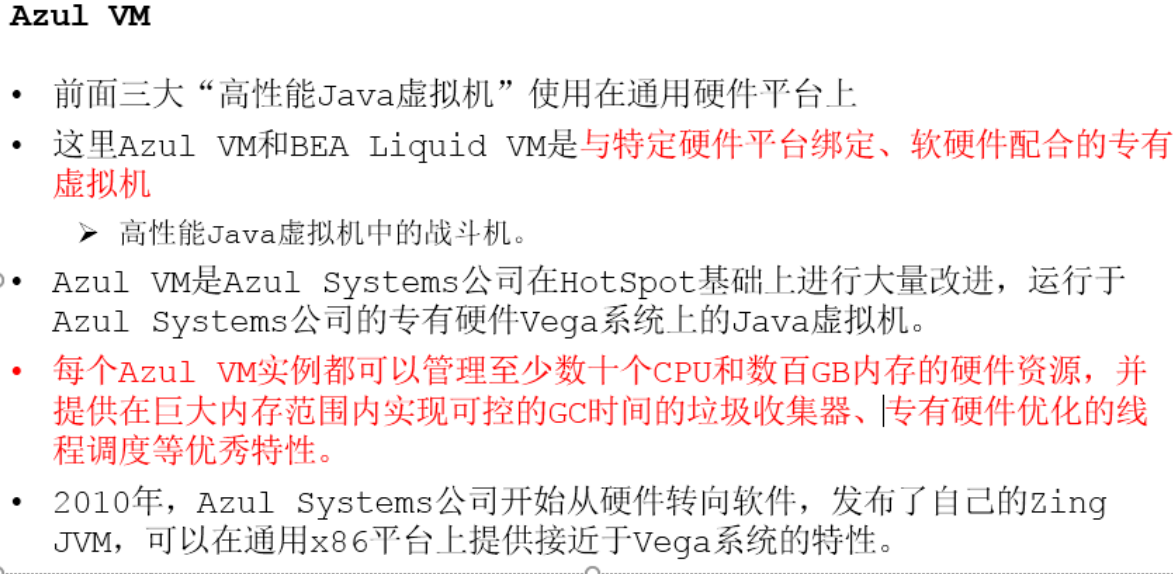 Azul VM
• 前面三大“高性能Java虚拟机”使用在通用硬件平台上
• 这里Azul VM和BEA Liquid VM是与特定硬件平台绑定、软硬件配合的专有
虚拟机
➢ 高性能Java虚拟机中的战斗机。
• Azul VM是Azul Systems公司在HotSpot基础上进行大量改进，运行于
Azul Systems公司的专有硬件Vega系统上的Java虚拟机。
• 每个Azul VM实例都可以管理至少数十个CPU和数百GB内存的硬件资源，并
提供在巨大内存范围内实现可控的GC时间的垃圾收集器、专有硬件优化的线
程调度等优秀特性。
• 2010年，Azul Systems公司开始从硬件转向软件，发布了自己的Zing
JVM，可以在通用x86平台上提供接近于Vega系统的特性。